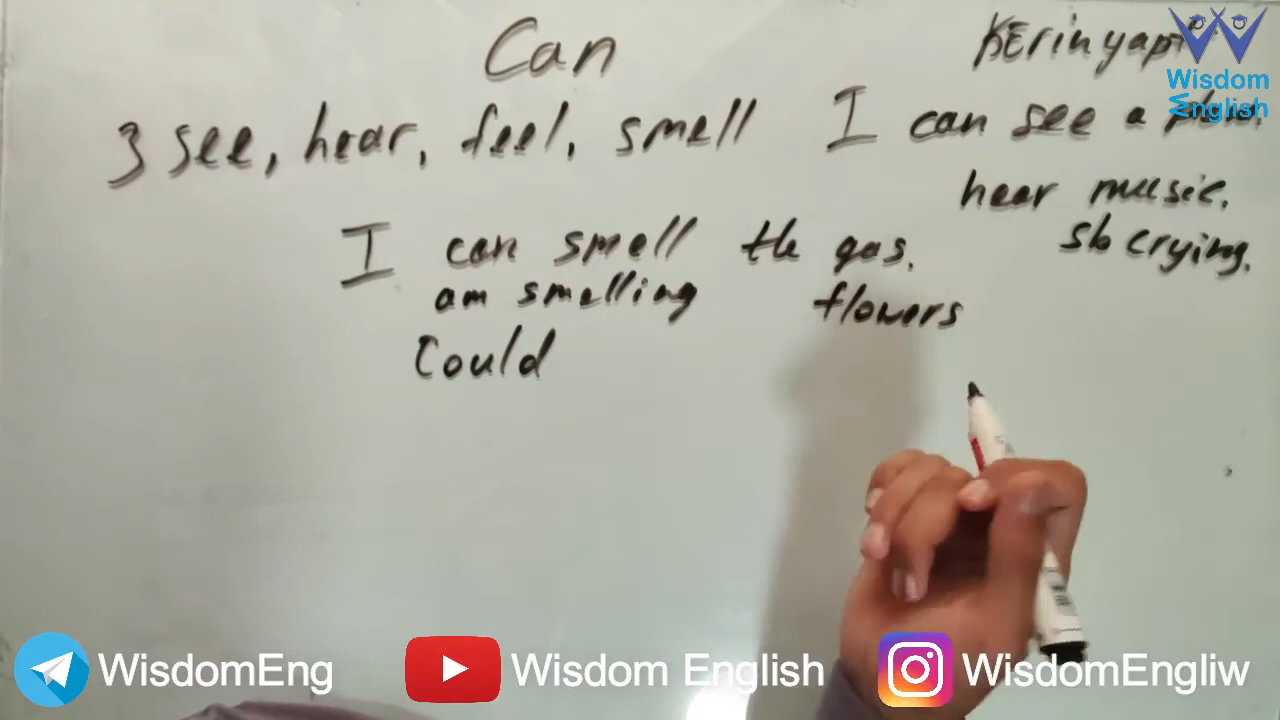 Can
KErinyapti
Wisdom
English
3 see, hear, feel, smell
I can see a
hear music.
sb crying.
I can smell the gas.
am smelling flowers
Could
WisdomEng
Wisdom English
WisdomEngliw